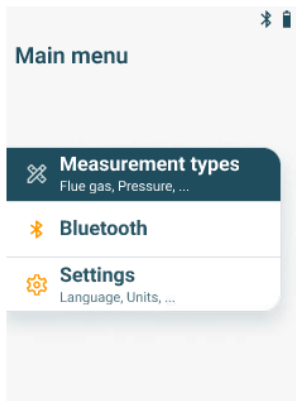 Main menu
Measurement types
Flue gas, Pressure, ...
Bluetooth
Settings
Language, Units, ...